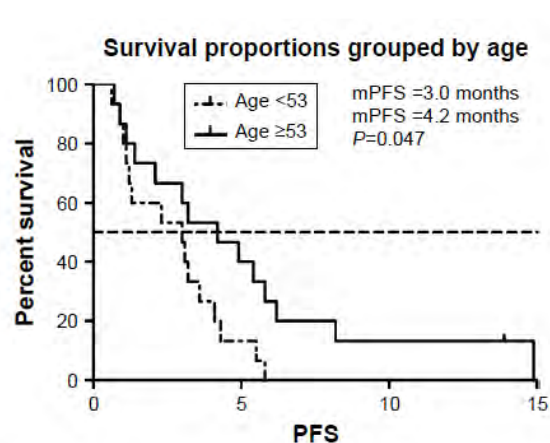 Survival proportions grouped by age
Percent survival
100
80
60
40
20
0
Age <53
Age ≥53
mPFS =3.0 months
mPFS =4.2 months
P=0.047
0 5 10 15
PFS